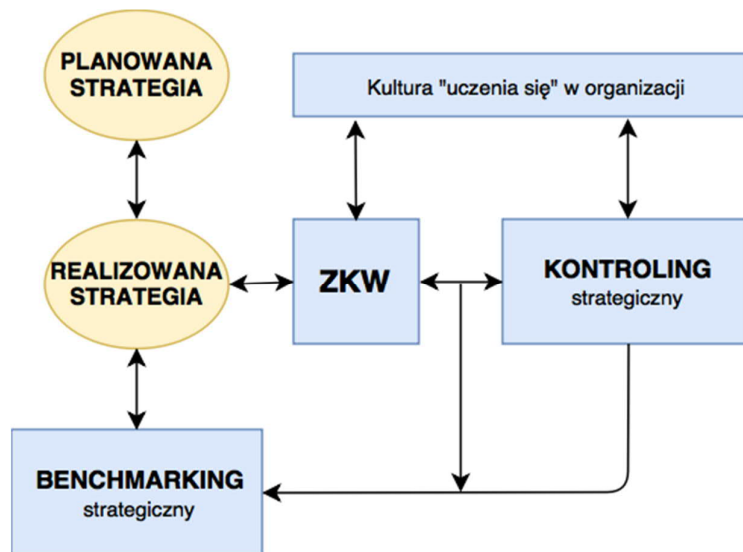 PLANOWANA
STRATEGIA
Kultura "uczenia się" w organizacji
REALIZOWANA
STRATEGIA
ZKW
KONTROLING
strategiczny
BENCHMARKING
strategiczny